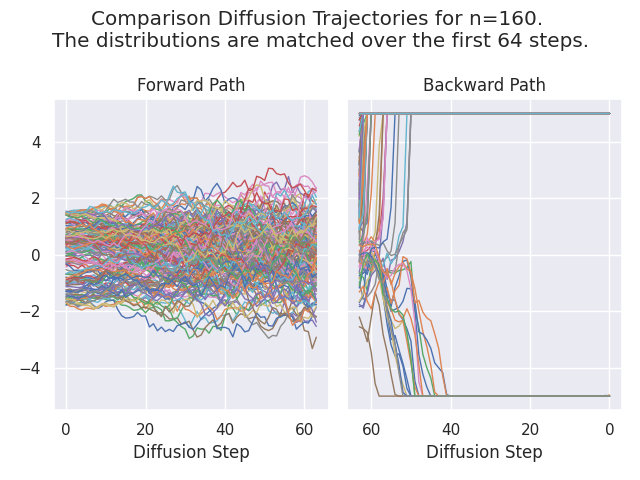 Comparison Diffusion Trajectories for n=160.
The distributions are matched over the first 64 steps.
Forward Path
Backward Path
4
2
0
−2
−4
0 20 40 60
60 40 20 0
Diffusion Step
Diffusion Step